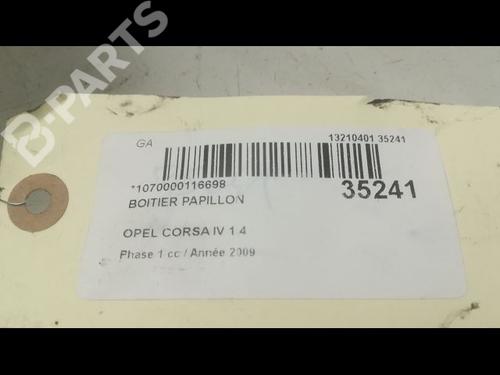 B-PARTS
GA
13210401 35241
*1070000116698
35241
BOITIER PAPILLON
OPEL CORSA IV 1 4
Phase 1 cc / Année 2009